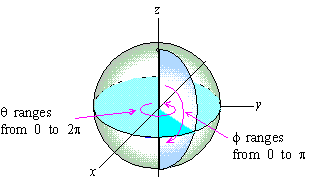 z
θ ranges
from 0 to 2π
y
ϕ ranges
from 0 to π
x